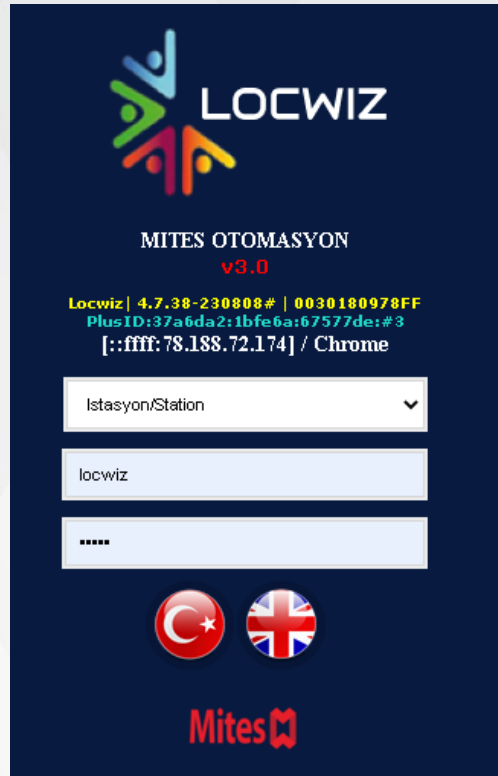 LOCWIZ
MITES OTOMASYON
v3.0
Locwiz| 4.7.38-230808# | 0030180978FF
PlusID:37a6da2:1bfe6a:67577de:#3
[::ffff:78.188.72.174] / Chrome
Istasyon/Station
locwiz
•••••
Mites